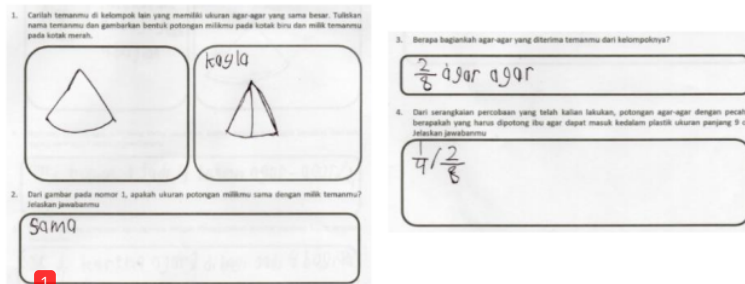 1. Carilah temanmu di kelompok lain yang memiliki ukuran agar-agar yang sama besar. Tuliskan
nama temanmu dan gambarkan bentuk potongan milikmu pada kotak biru dan milik temanmu
pada kotak merah.
kayla
2. Dari gambar pada nomor 1, apakah ukuran potongan milikmu sama dengan milik temanmu?
Jelaskan jawabanmu
Sama
1
3. Berapa bagiankah agar-agar yang diterima temanmu dari kelompoknya?
2/8 agar agar
4. Dari serangkaian percobaan yang telah kalian lakukan, potongan agar-agar dengan pecah
berapakah yang harus dipotong ibu agar dapat masuk kedalam plastik ukuran panjang 9 c
Jelaskan jawabanmu
1/4 / 2/8